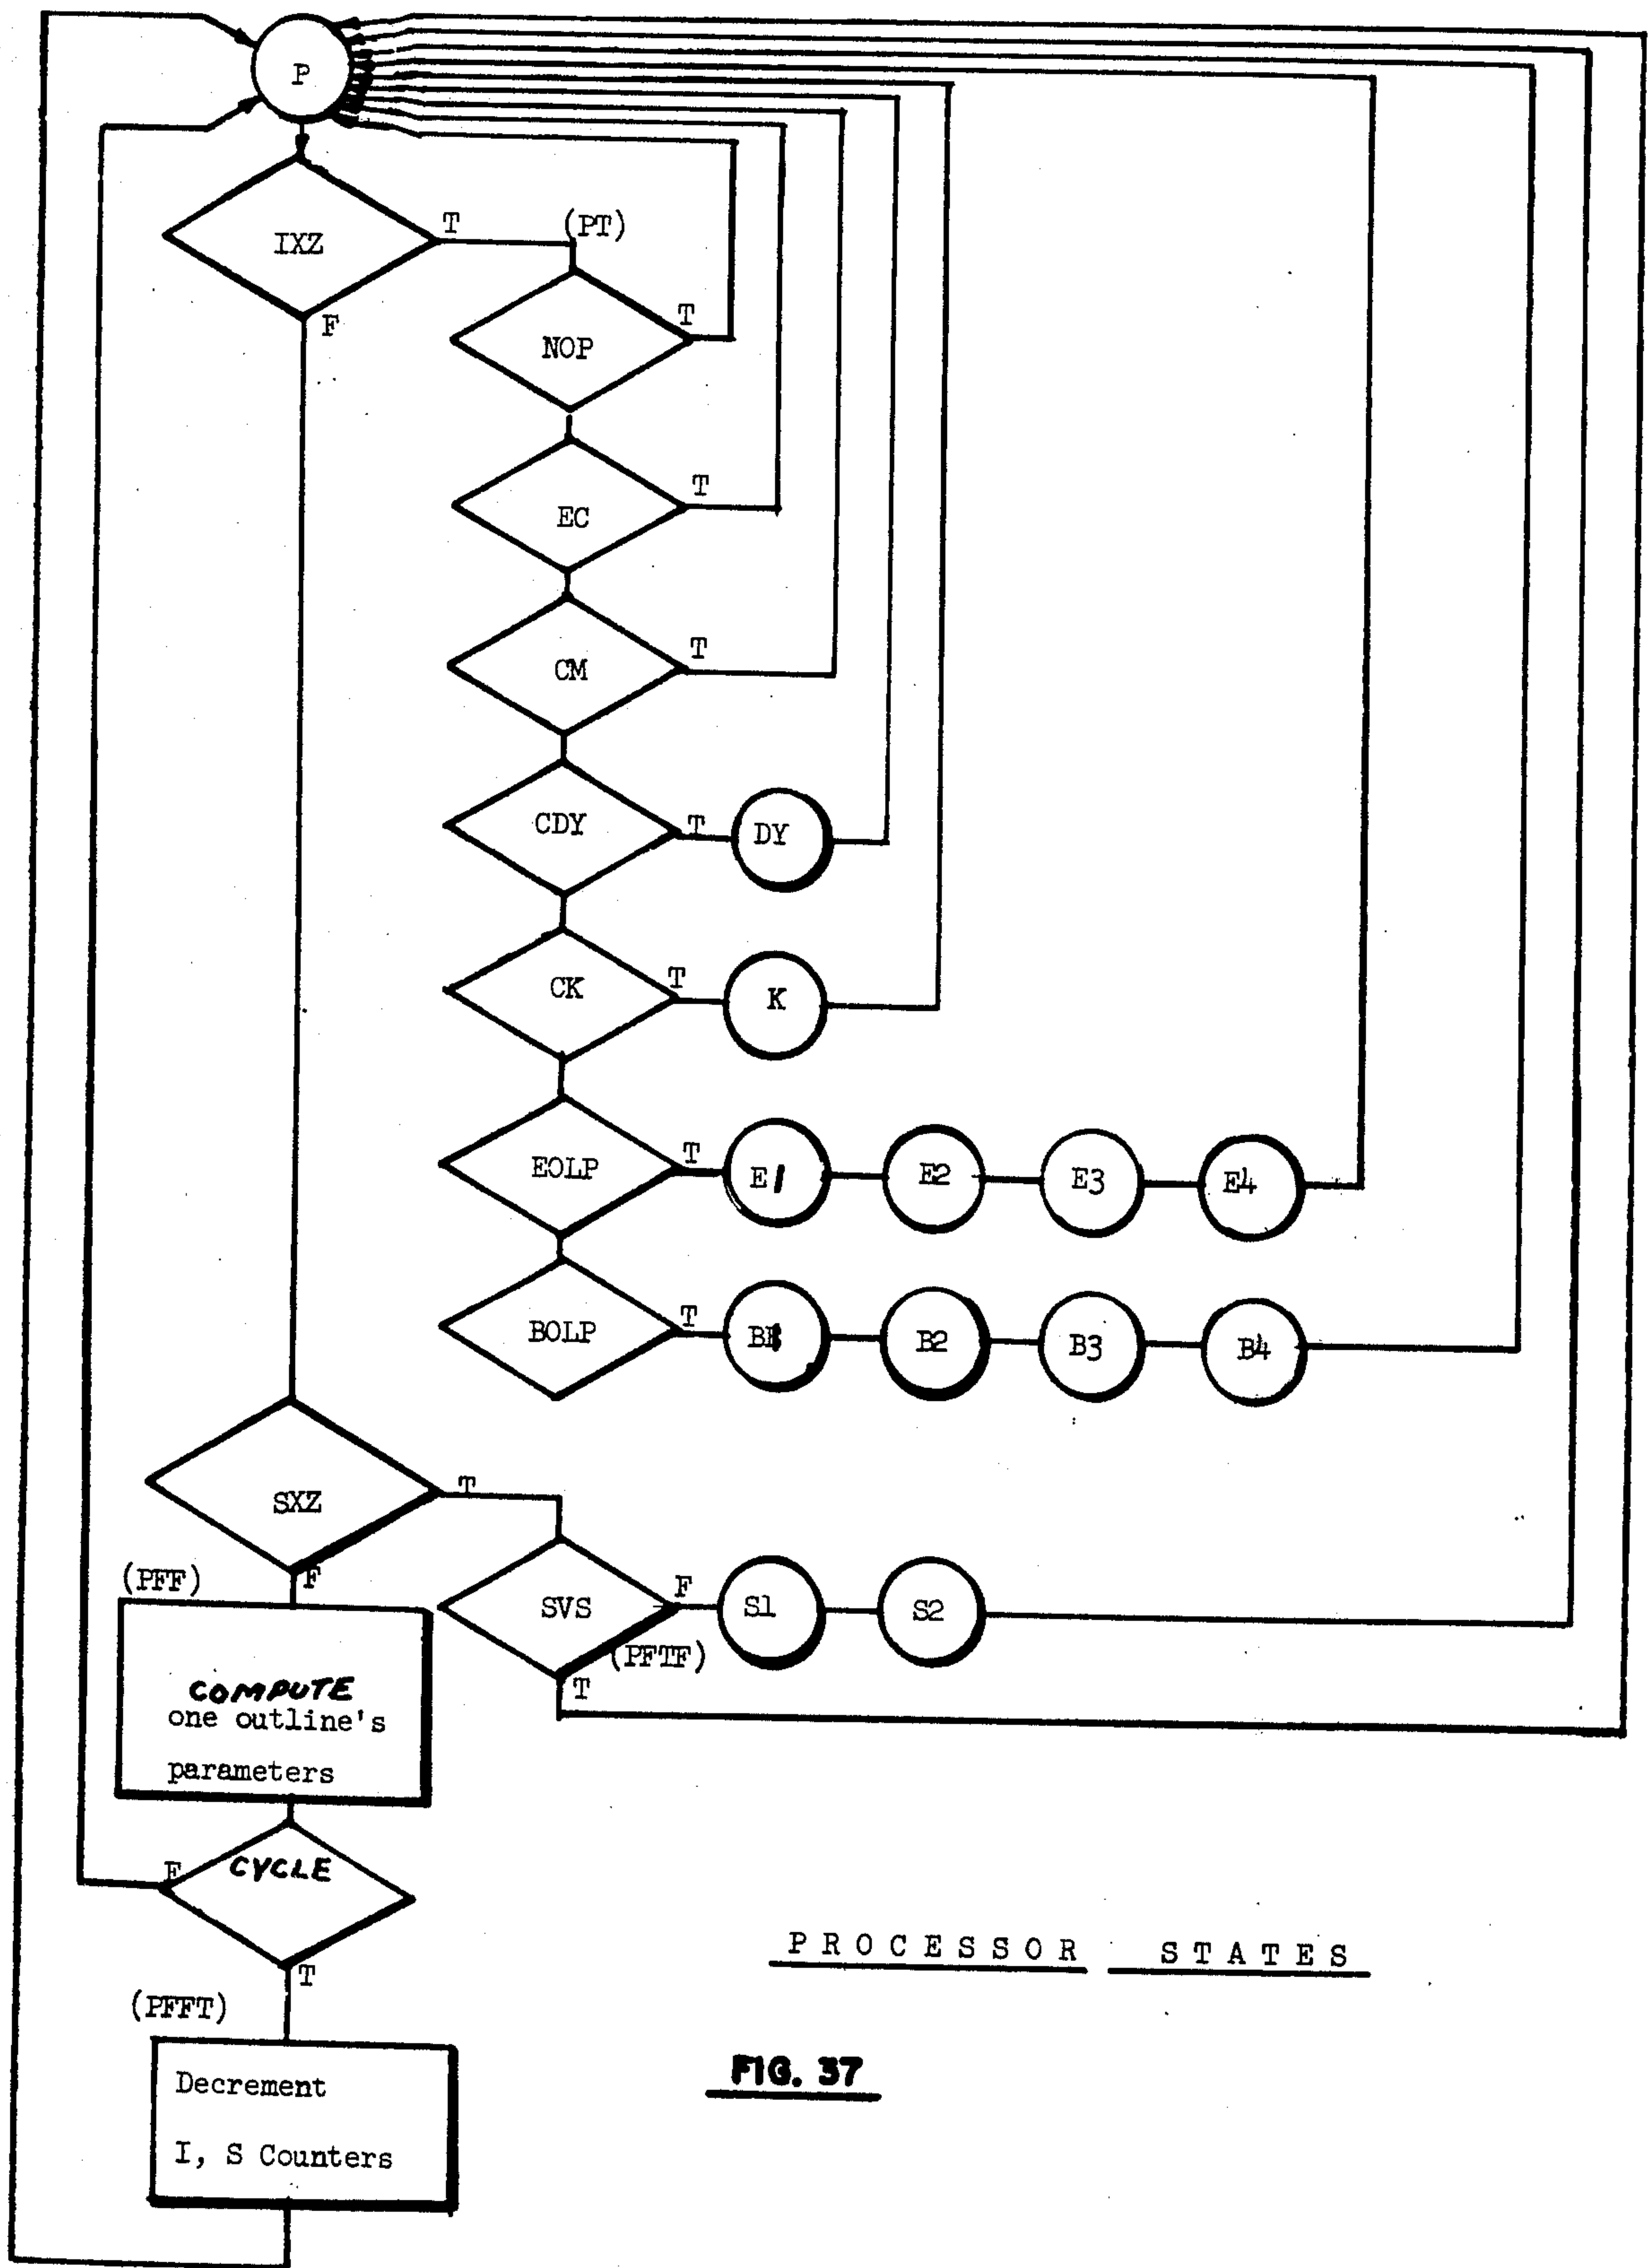 P
IXZ
T
(PT)
F
NOP
T
EC
T
CM
T
CDY
T
DY
CK
T
K
EOLP
T
E1
E2
E3
E4
BOLP
T
B1
B2
B3
B4
SXZ
T
F
(PFF)
SVS
F
S1
S2
(PFTF)
T
COMPUTE
one outline's
parameters
CYCLE
F
T
(PFFT)
Decrement
I, S Counters
PROCESSOR STATES
FIG. 37